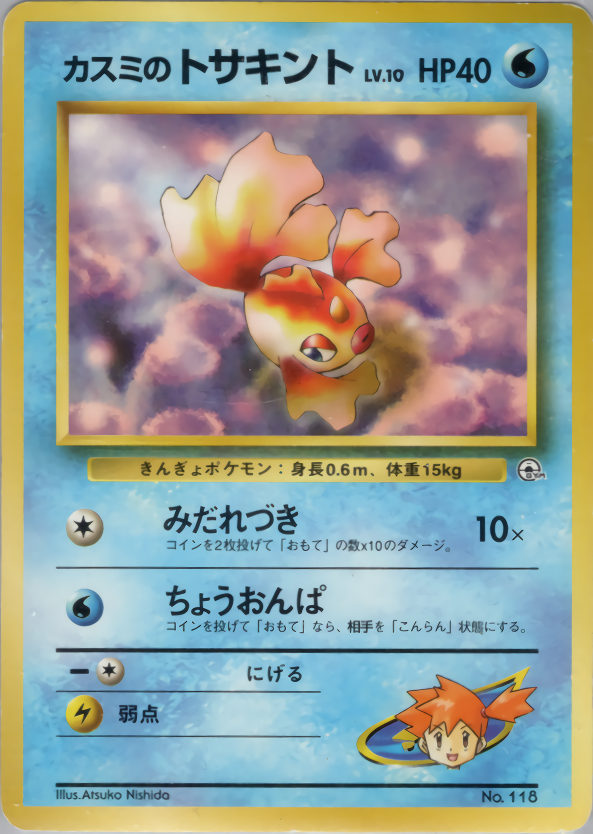 カスミのトサキント LV.10 HP40
きんぎょポケモン：身長0.6m、体重15kg
GYM
みだれづき 10×
コインを2枚投げて「おもて」の数x10のダメージ。
ちょうおんぱ
コインを投げて「おもて」なら、相手を「こんらん」状態にする。
にげる
弱点
Illus.Atsuko Nishida No. 118